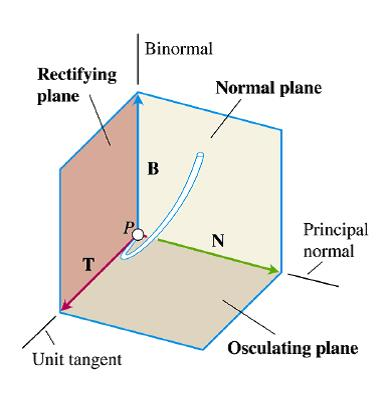 Binormal
Rectifying
plane
Normal plane
B
P
N
Principal
normal
T
Osculating plane
Unit tangent